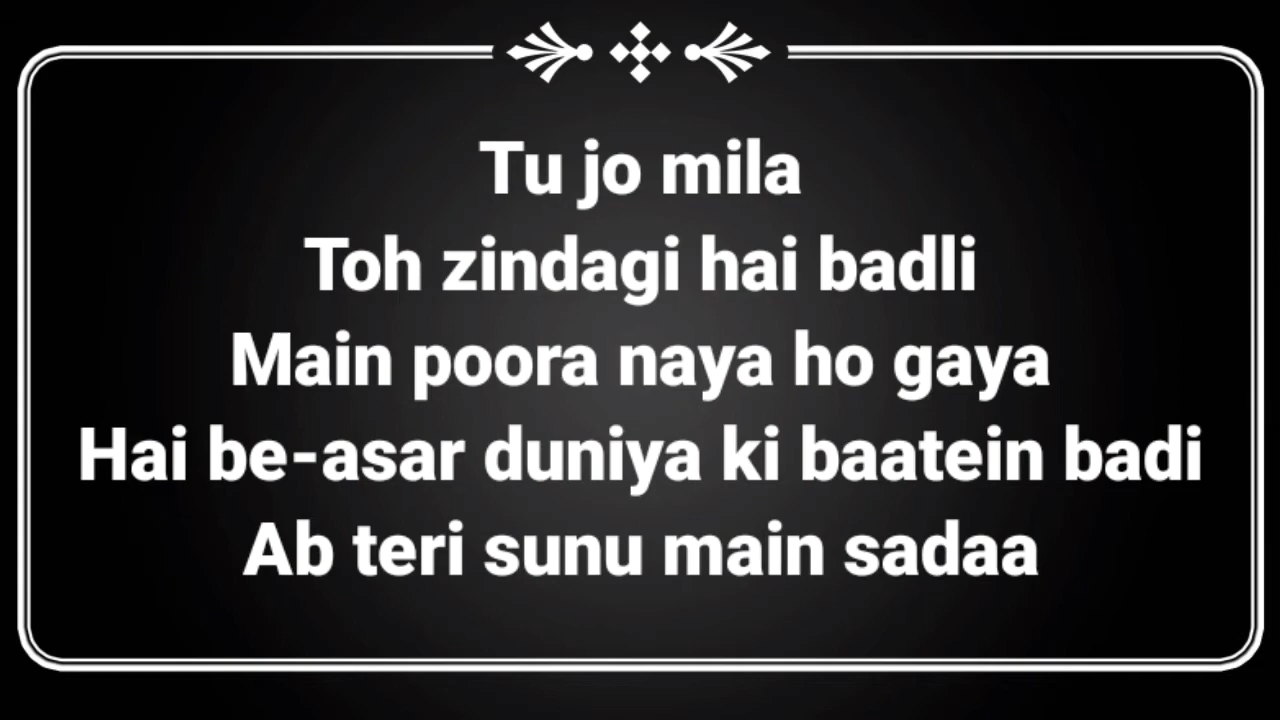 Tu jo mila
Toh zindagi hai badli
Main poora naya ho gaya
Hai be-asar duniya ki baatein badi
Ab teri sunu main sadaa